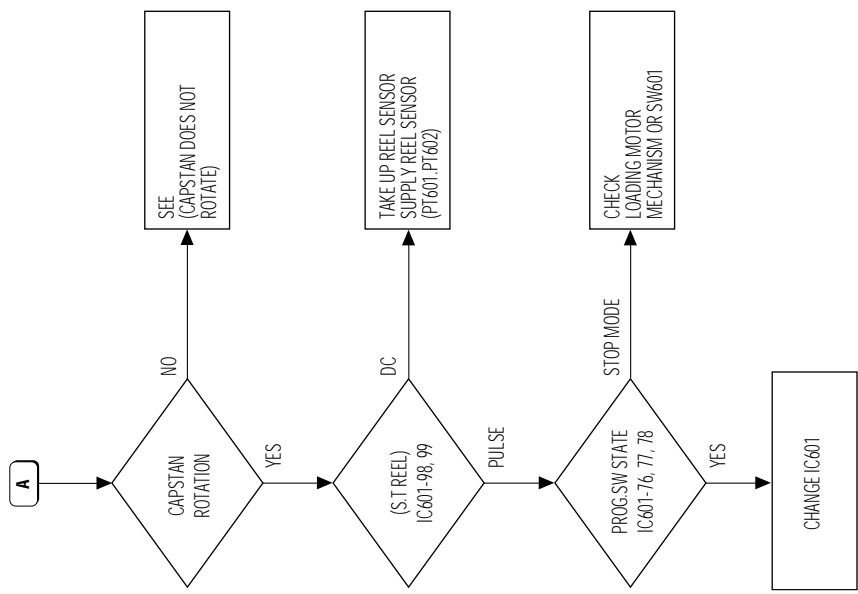 A
CAPSTAN
ROTATION
NO
SEE
(CAPSTAN DOES NOT
ROTATE)
YES
(S.T REEL)
IC601-98, 99
DC
TAKE UP REEL SENSOR
SUPPLY REEL SENSOR
(PT601.PT602)
PULSE
PROG.SW STATE
IC601-76, 77, 78
STOP MODE
CHECK
LOADING MOTOR
MECHANISM OR SW601
YES
CHANGE IC601